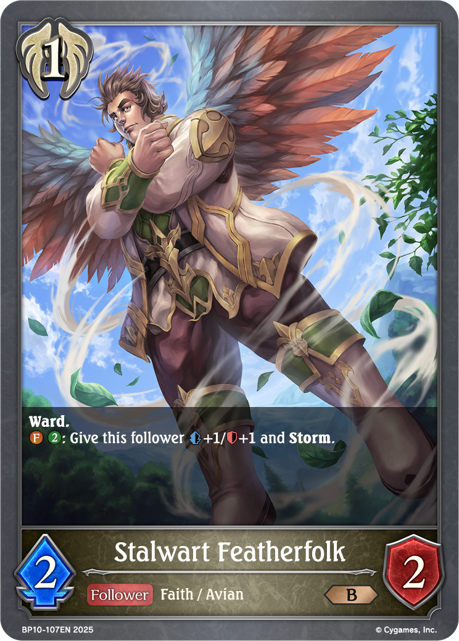 1
Ward.
F 2: Give this follower +1/+1 and Storm.
Stalwart Featherfolk
2
Follower Faith / Avian B
2
BP10-107EN 2025 © Cygames, Inc.